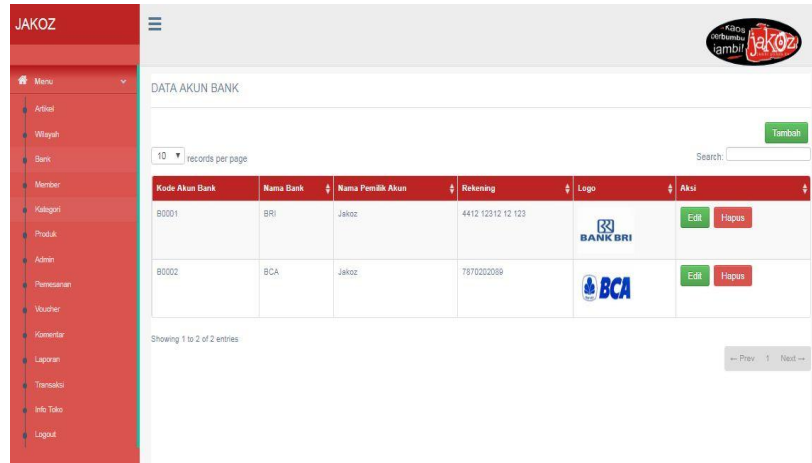 JAKOZ
Kaos
berbumbu
jambi!
jakoz
Menu
Artikel
Wilayah
Bank
Member
Kategori
Produk
Admin
Pemesanan
Voucher
Komentar
Laporan
Transaksi
Info Toko
Logout
DATA AKUN BANK
Tambah
10 records per page
Search:
Kode Akun Bank Nama Bank Nama Pemilik Akun Rekening Logo Aksi
B0001 BRI Jakoz 4412 12312 12 123 BANK BRI Edit Hapus
B0002 BCA Jakoz 7870202089 BCA Edit Hapus
Showing 1 to 2 of 2 entries
← Prev 1 Next →